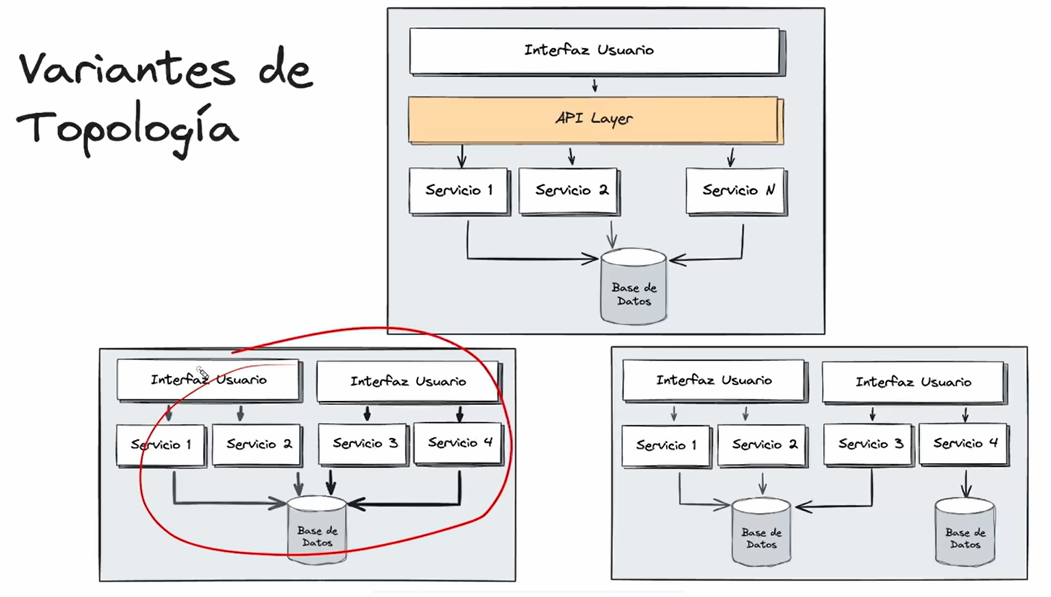 Variantes de
Topología
Interfaz Usuario
API Layer
Servicio 1
Servicio 2
Servicio N
Base de
Datos
Interfaz Usuario
Interfaz Usuario
Servicio 1
Servicio 2
Servicio 3
Servicio 4
Base de
Datos
Interfaz Usuario
Interfaz Usuario
Servicio 1
Servicio 2
Servicio 3
Servicio 4
Base de
Datos
Base de
Datos